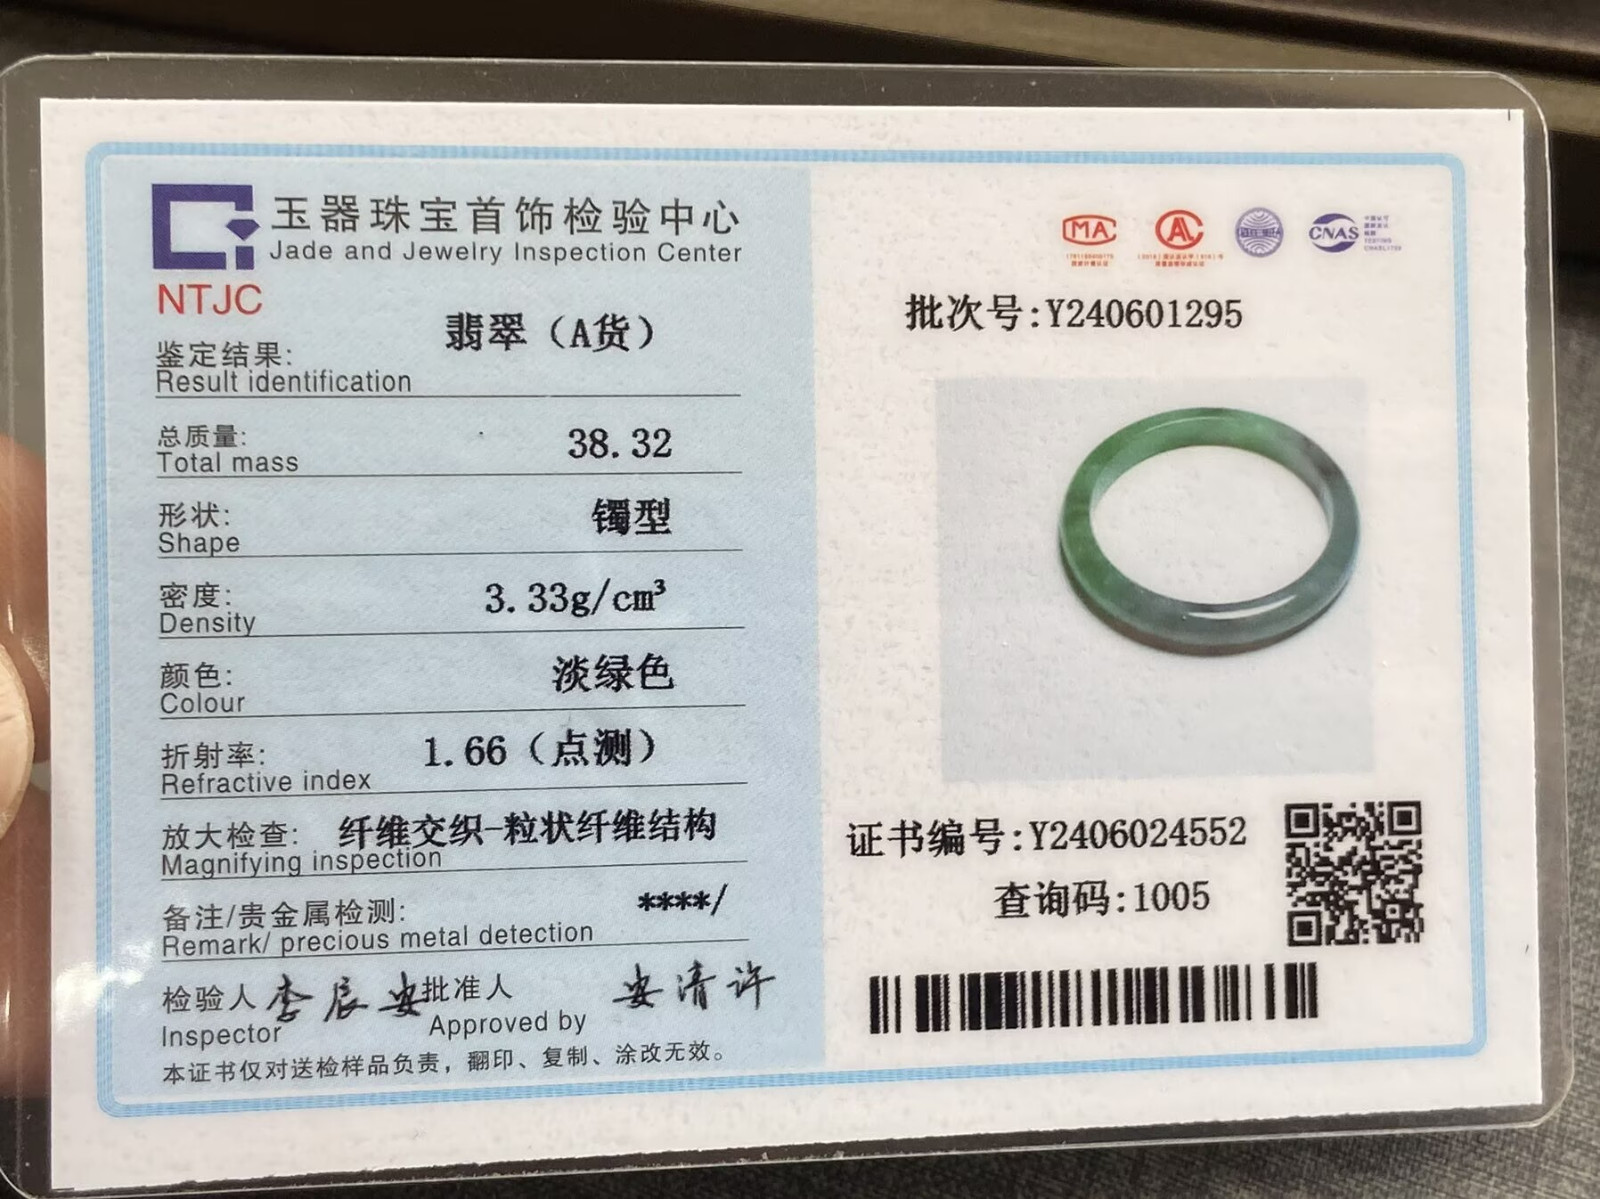 玉器珠宝首饰检验中心
Jade and Jewelry Inspection Center
NTJC
鉴定结果: 翡翠（A货）
Result identification
总质量: 38.32
Total mass
形状: 镯型
Shape
密度: 3.33g/cm³
Density
颜色: 淡绿色
Colour
折射率: 1.66（点测）
Refractive index
放大检查: 纤维交织-粒状纤维结构
Magnifying inspection
备注/贵金属检测: ****/
Remark/ precious metal detection
检验人 李辰安 批准人 安清许
Inspector Approved by
本证书仅对送检样品负责，翻印、复制、涂改无效。
MA
CNAS
批次号:Y240601295
证书编号:Y2406024552
查询码:1005